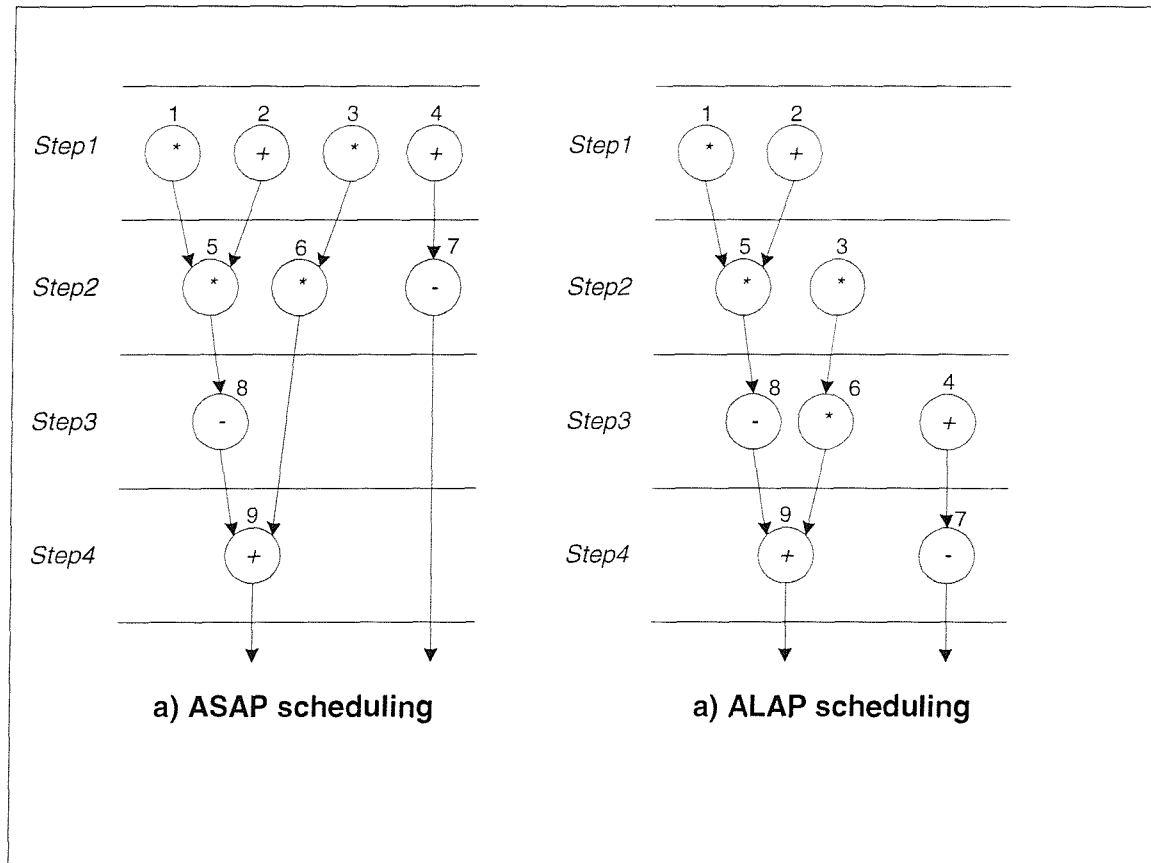 1 2 3 4
Step1 * + * +
5 6 7
Step2 * * -
8
Step3 -
9
Step4 +
a) ASAP scheduling
1 2
Step1 * +
5 3
Step2 * *
8 6 4
Step3 - * +
9 7
Step4 + -
a) ALAP scheduling